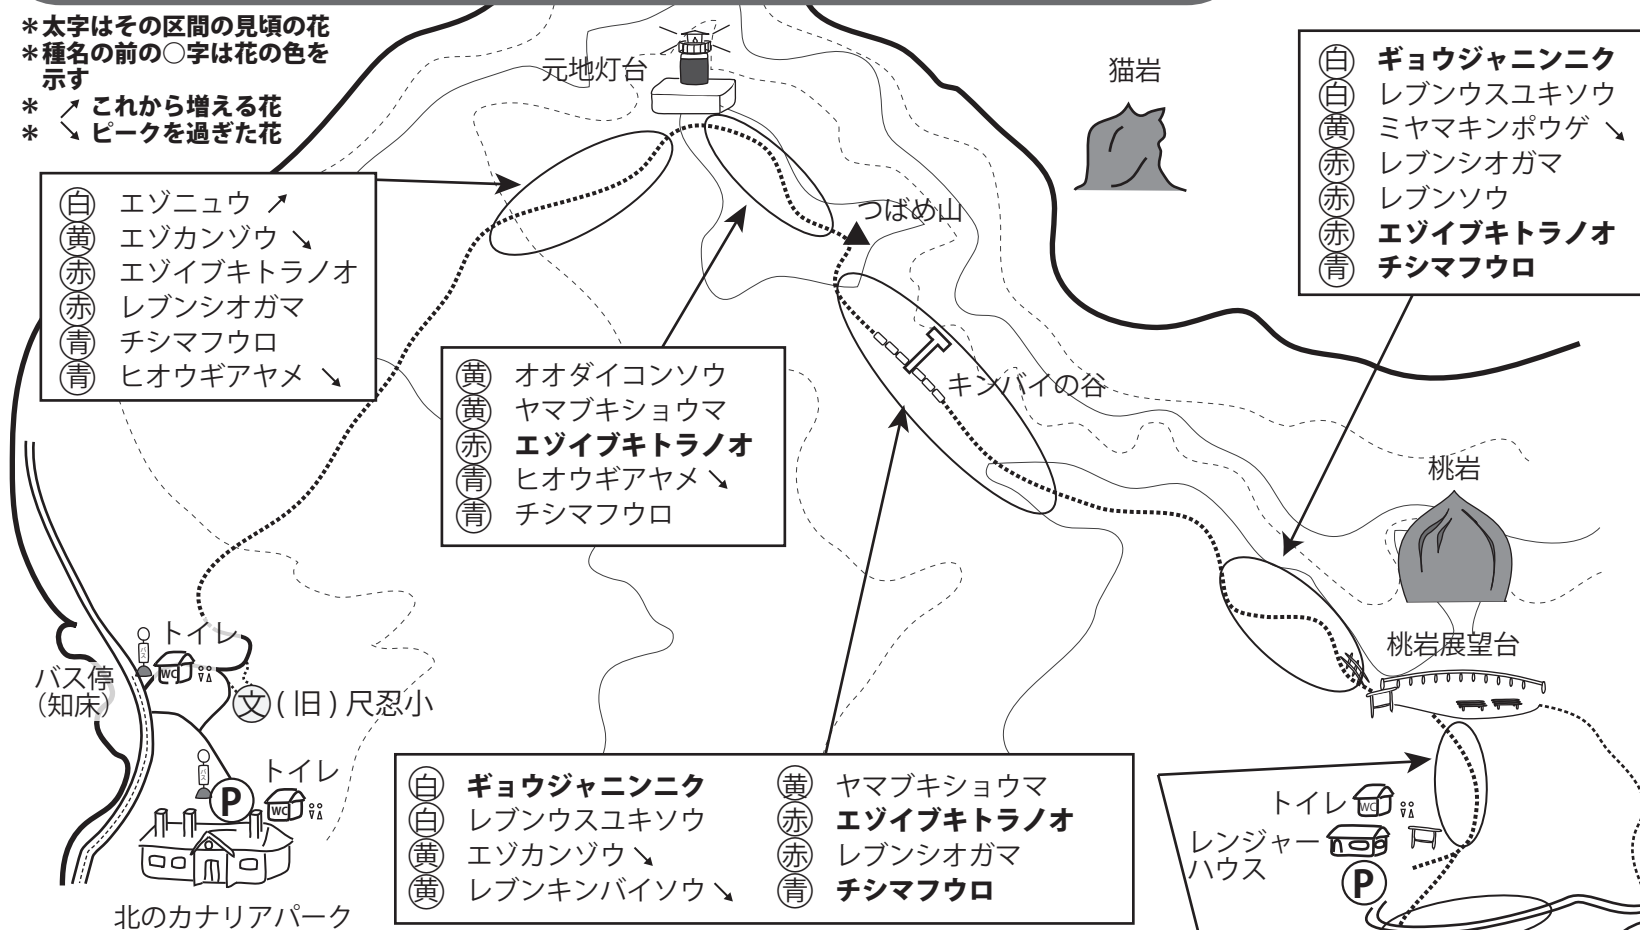 ＊太字はその区間の見頃の花
＊種名の前の○字は花の色を
示す
＊ ↗ これから増える花
＊ ↘ ピークを過ぎた花
元地灯台
猫岩
つばめ山
キンバイの谷
桃岩
桃岩展望台
白 エゾニュウ ↗
黄 エゾカンゾウ ↘
赤 エゾイブキトラノオ
赤 レブンシオガマ
青 チシマフウロ
青 ヒオウギアヤメ ↘
黄 オオダイコンソウ
黄 ヤマブキショウマ
赤 エゾイブキトラノオ
青 ヒオウギアヤメ ↘
青 チシマフウロ
白 ギョウジャニンニク
白 レブンウスユキソウ
黄 ミヤマキンポウゲ ↘
赤 レブンシオガマ
赤 レブンソウ
赤 エゾイブキトラノオ
青 チシマフウロ
白 ギョウジャニンニク
白 レブンウスユキソウ
黄 エゾカンゾウ ↘
黄 レブンキンバイソウ ↘
黄 ヤマブキショウマ
赤 エゾイブキトラノオ
赤 レブンシオガマ
青 チシマフウロ
バス
トイレ
WC
バス停
（知床）
文 ( 旧 ) 尺忍小
バス
P
トイレ
WC
北のカナリアパーク
トイレ
WC
レンジャー
ハウス
P